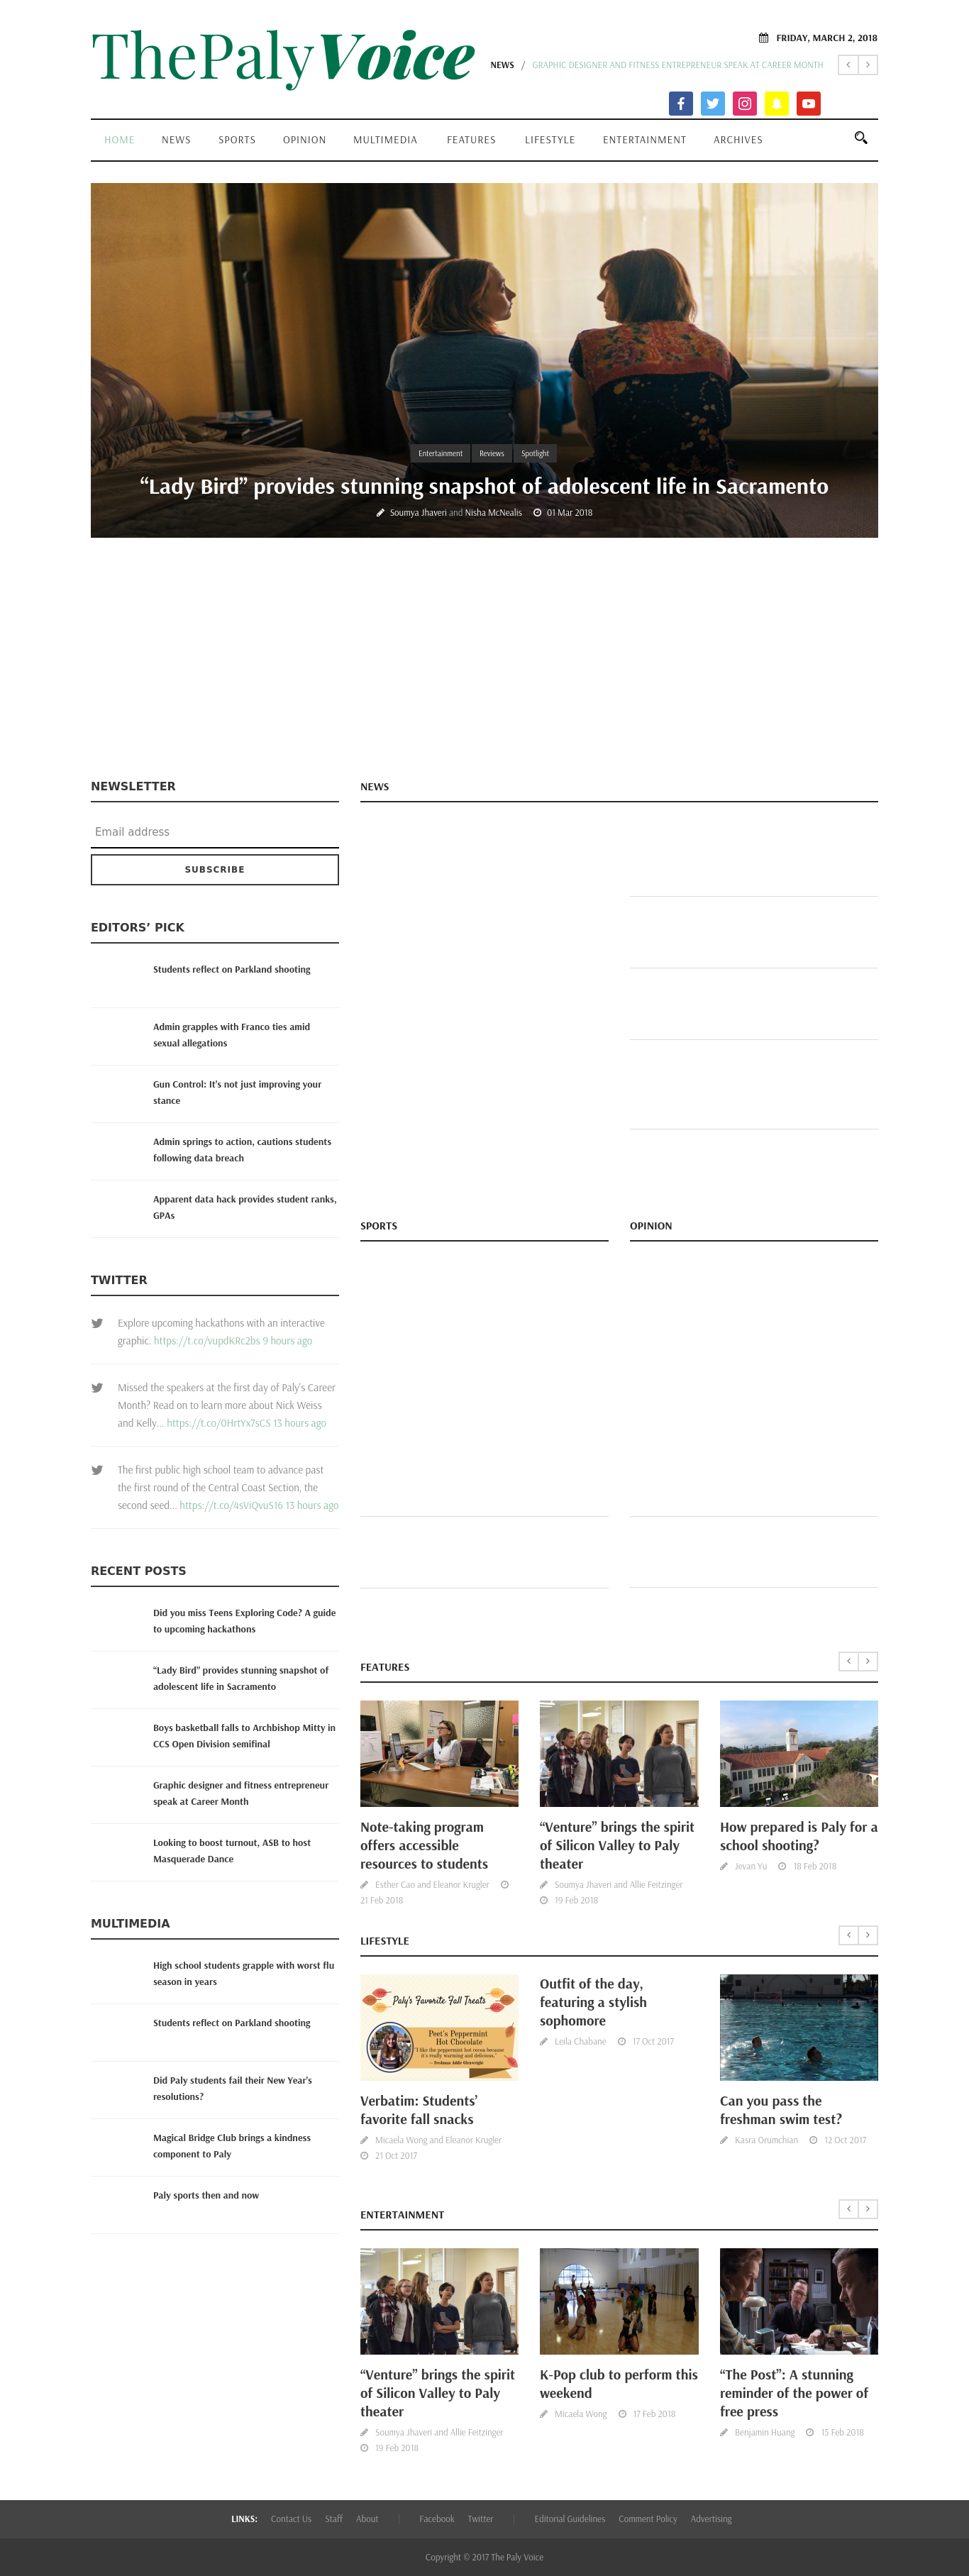 ThePalyVoice
FRIDAY, MARCH 2, 2018
NEWS / GRAPHIC DESIGNER AND FITNESS ENTREPRENEUR SPEAK AT CAREER MONTH
HOME NEWS SPORTS OPINION MULTIMEDIA FEATURES LIFESTYLE ENTERTAINMENT ARCHIVES
Entertainment Reviews Spotlight
“Lady Bird” provides stunning snapshot of adolescent life in Sacramento
Soumya Jhaveri and Nisha McNealis 01 Mar 2018
NEWSLETTER
Email address
SUBSCRIBE
EDITORS’ PICK
Students reflect on Parkland shooting
Admin grapples with Franco ties amid
sexual allegations
Gun Control: It's not just improving your
stance
Admin springs to action, cautions students
following data breach
Apparent data hack provides student ranks,
GPAs
TWITTER
Explore upcoming hackathons with an interactive
graphic. https://t.co/vupdKRc2bs 9 hours ago
Missed the speakers at the first day of Paly's Career
Month? Read on to learn more about Nick Weiss
and Kelly… https://t.co/0HrtYx7sCS 13 hours ago
The first public high school team to advance past
the first round of the Central Coast Section, the
second seed… https://t.co/4sViQvuS16 13 hours ago
RECENT POSTS
Did you miss Teens Exploring Code? A guide
to upcoming hackathons
“Lady Bird” provides stunning snapshot of
adolescent life in Sacramento
Boys basketball falls to Archbishop Mitty in
CCS Open Division semifinal
Graphic designer and fitness entrepreneur
speak at Career Month
Looking to boost turnout, ASB to host
Masquerade Dance
MULTIMEDIA
High school students grapple with worst flu
season in years
Students reflect on Parkland shooting
Did Paly students fail their New Year's
resolutions?
Magical Bridge Club brings a kindness
component to Paly
Paly sports then and now
NEWS
SPORTS
OPINION
FEATURES
Note-taking program
offers accessible
resources to students
Esther Cao and Eleanor Krugler
21 Feb 2018
“Venture” brings the spirit
of Silicon Valley to Paly
theater
Soumya Jhaveri and Allie Feitzinger
19 Feb 2018
How prepared is Paly for a
school shooting?
Jevan Yu 18 Feb 2018
LIFESTYLE
Paly's Favorite Fall Treats
Peet's Peppermint
Hot Chocolate
Verbatim: Students’
favorite fall snacks
Micaela Wong and Eleanor Krugler
21 Oct 2017
Outfit of the day,
featuring a stylish
sophomore
Leila Chabane 17 Oct 2017
Can you pass the
freshman swim test?
Kasra Orumchian 12 Oct 2017
ENTERTAINMENT
“Venture” brings the spirit
of Silicon Valley to Paly
theater
Soumya Jhaveri and Allie Feitzinger
19 Feb 2018
K-Pop club to perform this
weekend
Micaela Wong 17 Feb 2018
“The Post”: A stunning
reminder of the power of
free press
Benjamin Huang 15 Feb 2018
LINKS: Contact Us Staff About | Facebook Twitter | Editorial Guidelines Comment Policy Advertising
Copyright © 2017 The Paly Voice